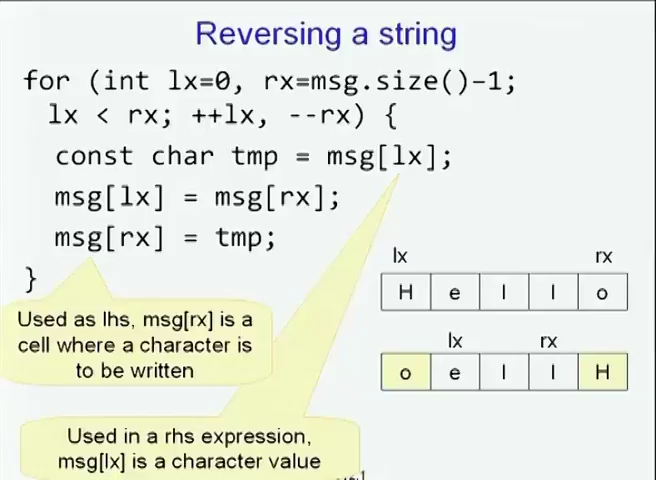 Reversing a string
for (int lx=0, rx=msg.size()-1;
lx < rx; ++lx, --rx) {
const char tmp = msg[lx];
msg[lx] = msg[rx];
msg[rx] = tmp;
}
lx rx
H e l l o
Used as lhs, msg[rx] is a
cell where a character is
to be written
lx rx
o e l l H
Used in a rhs expression,
msg[lx] is a character value